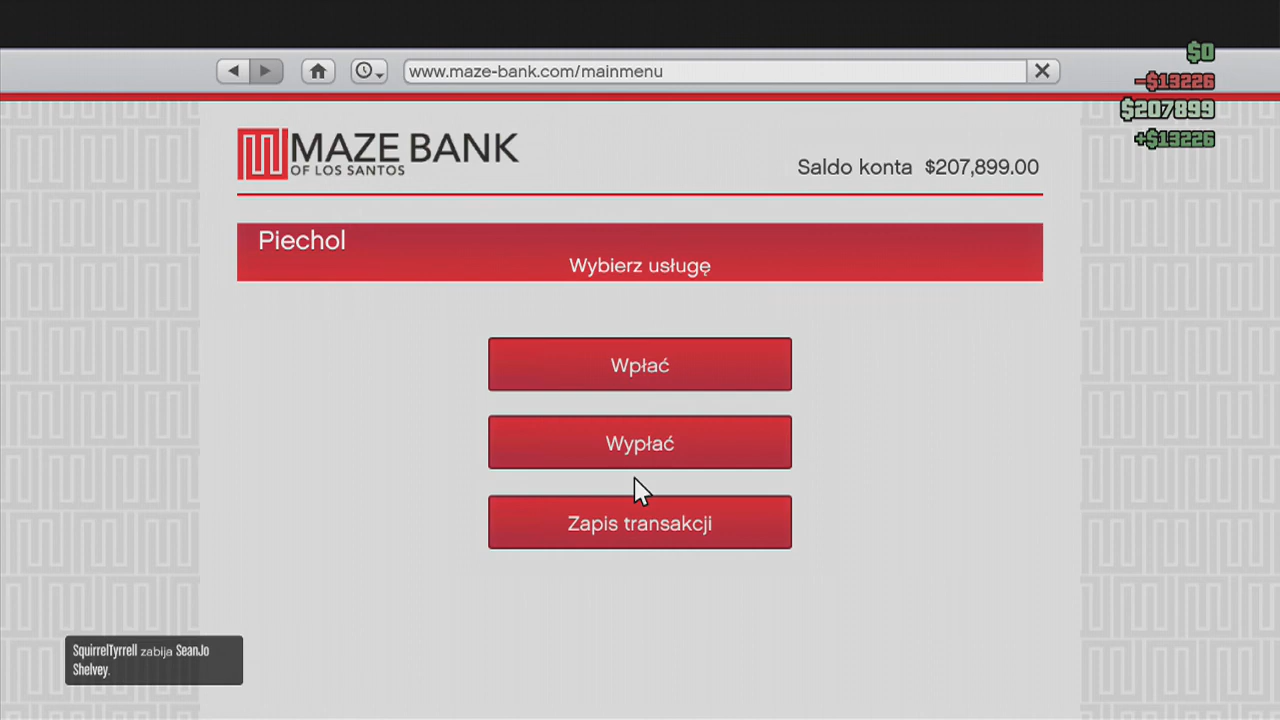 www.maze-bank.com/mainmenu
$0
-$13226
$207899
+$13226
MAZE BANK
OF LOS SANTOS
Saldo konta $207,899.00
Piechol
Wybierz usługę
Wpłać
Wypłać
Zapis transakcji
SquirrelTyrrell zabija SeanJo
Shelvey.